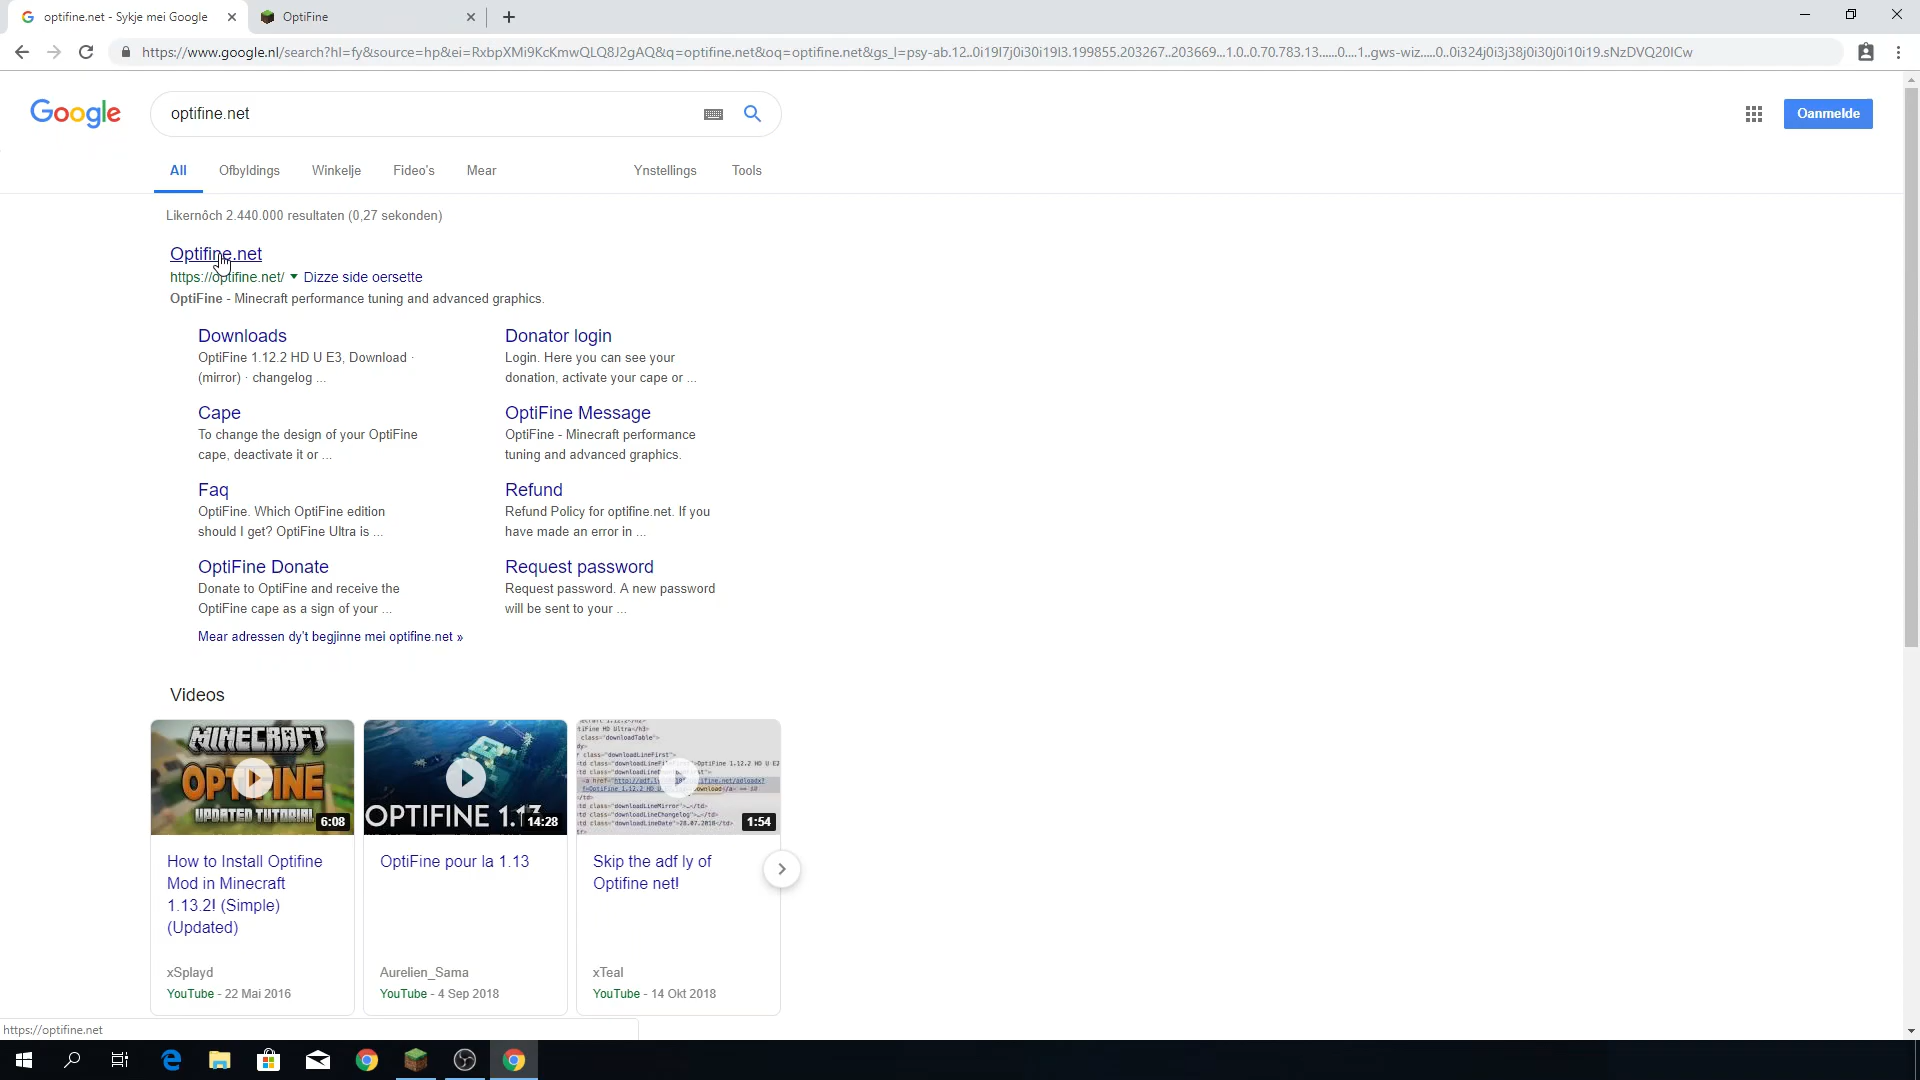 optifine.net - Sykje mei Google
OptiFine
https://www.google.nl/search?hl=fy&source=hp&ei=RxbpXMi9KcKmwQLQ8J2gAQ&q=optifine.net&oq=optifine.net&gs_l=psy-ab.12..0i19l7j0i30i19l3.199855.203267..203669...1.0..0.70.783.13......0....1..gws-wiz.....0..0i324j0i3j38j0i30j0i10i19.sNzDVQ20ICw
Google
optifine.net
Oanmelde
All
Ofbyldings
Winkelje
Fideo's
Mear
Ynstellings
Tools
Likernôch 2.440.000 resultaten (0,27 sekonden)
Optifine.net
https://optifine.net/ Dizze side oersette
OptiFine - Minecraft performance tuning and advanced graphics.
Downloads
OptiFine 1.12.2 HD U E3, Download ·
(mirror) · changelog ...
Donator login
Login. Here you can see your
donation, activate your cape or ...
Cape
To change the design of your OptiFine
cape, deactivate it or ...
OptiFine Message
OptiFine - Minecraft performance
tuning and advanced graphics.
Faq
OptiFine. Which OptiFine edition
should I get? OptiFine Ultra is ...
Refund
Refund Policy for optifine.net. If you
have made an error in ...
OptiFine Donate
Donate to OptiFine and receive the
OptiFine cape as a sign of your ...
Request password
Request password. A new password
will be sent to your ...
Mear adressen dy't begjinne mei optifine.net »
Videos
MINECRAFT
OPTIFINE
UPDATED TUTORIAL
6:08
OPTIFINE 1.13
14:28
1:54
How to Install Optifine
Mod in Minecraft
1.13.2! (Simple)
(Updated)
xSplayd
YouTube - 22 Mai 2016
OptiFine pour la 1.13
Aurelien_Sama
YouTube - 4 Sep 2018
Skip the adf ly of
Optifine net!
xTeal
YouTube - 14 Okt 2018
https://optifine.net